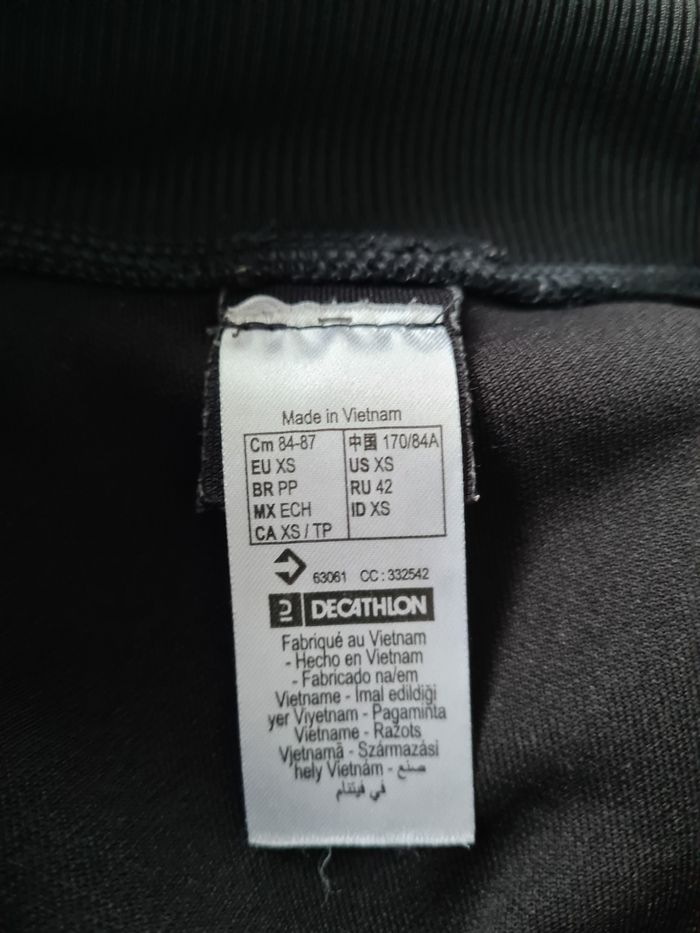 Made in Vietnam
Cm 84-87 中国 170/84A
EU XS US XS
BR PP RU 42
MX ECH ID XS
CA XS / TP
63061 CC : 332542
DECATHLON
Fabriqué au Vietnam
- Hecho en Vietnam
- Fabricado na/em
Vietname - İmal edildiği
yer Viyetnam - Pagaminta
Vietname - Ražots
Vjetnamā - Származási
hely Vietnám - صنع
في فيتنام